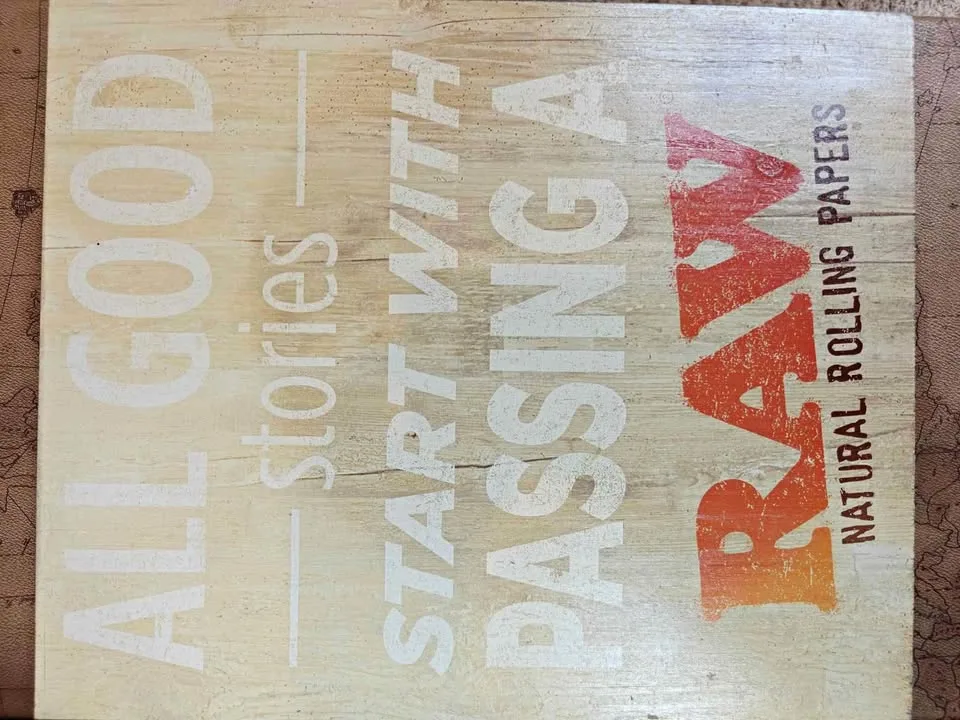 ALL GOOD
stories
START WITH
PASSING A
RAW
NATURAL ROLLING PAPERS